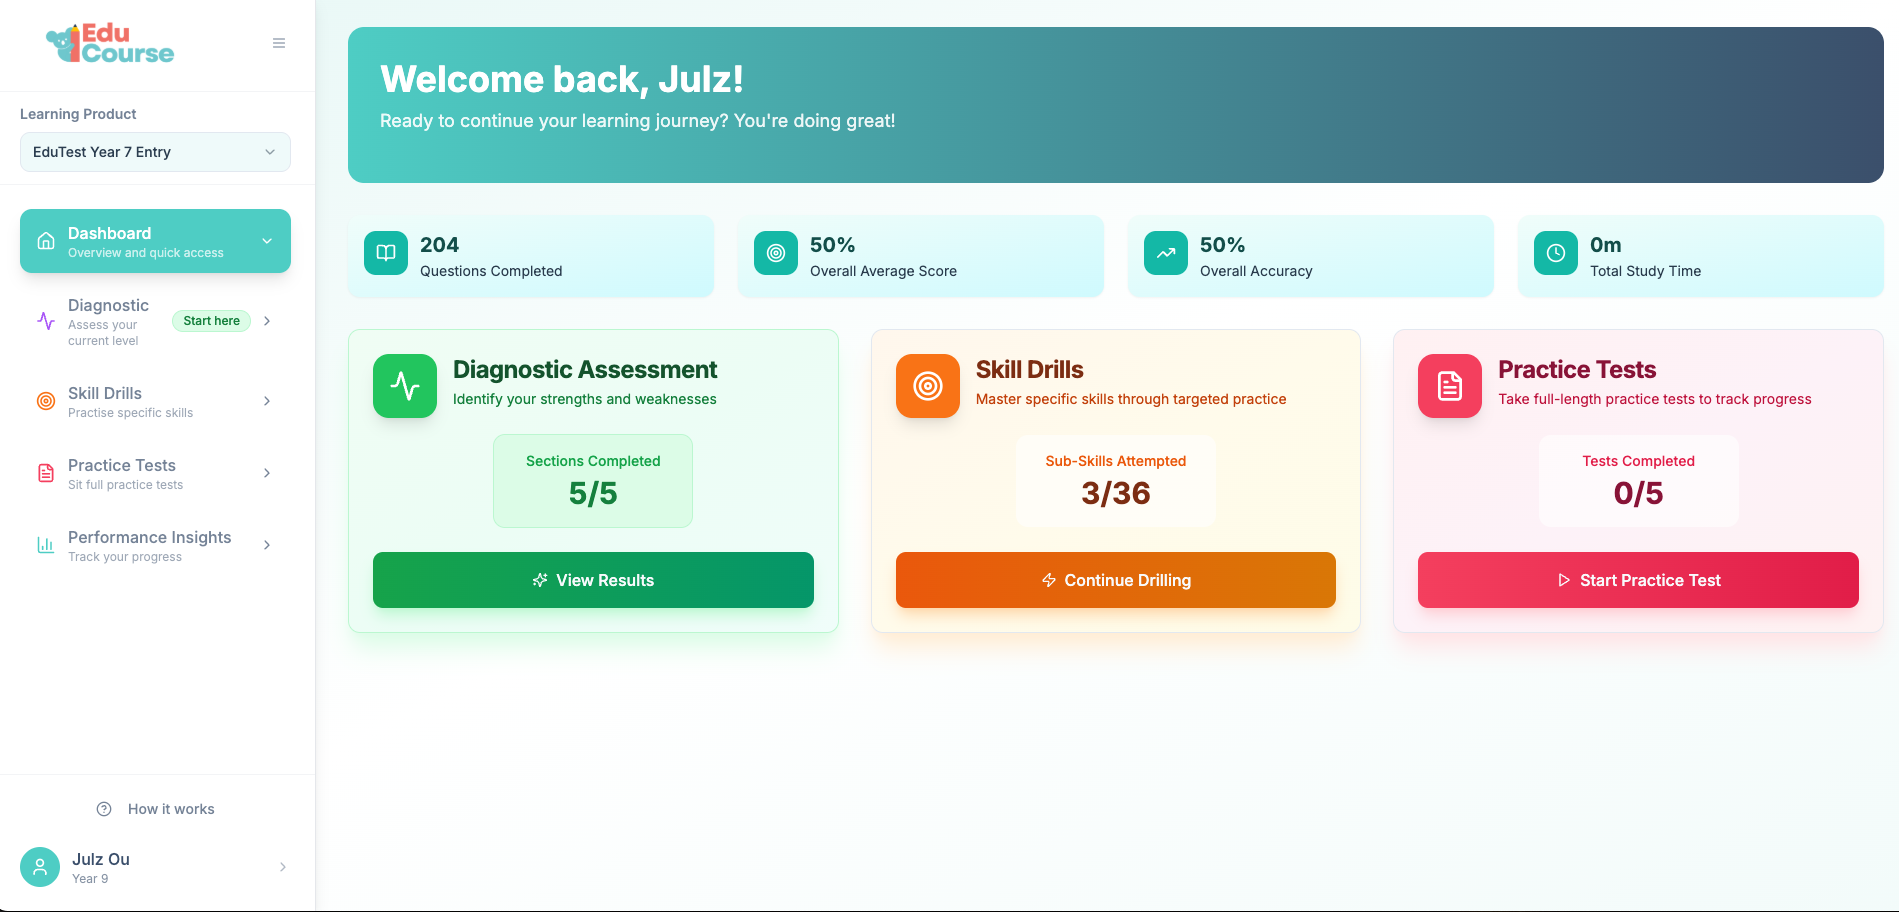 Edu
Course
Learning Product
EduTest Year 7 Entry
Dashboard
Overview and quick access
Diagnostic
Assess your
current level
Start here
Skill Drills
Practise specific skills
Practice Tests
Sit full practice tests
Performance Insights
Track your progress
How it works
Julz Ou
Year 9
Welcome back, Julz!
Ready to continue your learning journey? You're doing great!
204
Questions Completed
50%
Overall Average Score
50%
Overall Accuracy
0m
Total Study Time
Diagnostic Assessment
Identify your strengths and weaknesses
Sections Completed
5/5
View Results
Skill Drills
Master specific skills through targeted practice
Sub-Skills Attempted
3/36
Continue Drilling
Practice Tests
Take full-length practice tests to track progress
Tests Completed
0/5
Start Practice Test